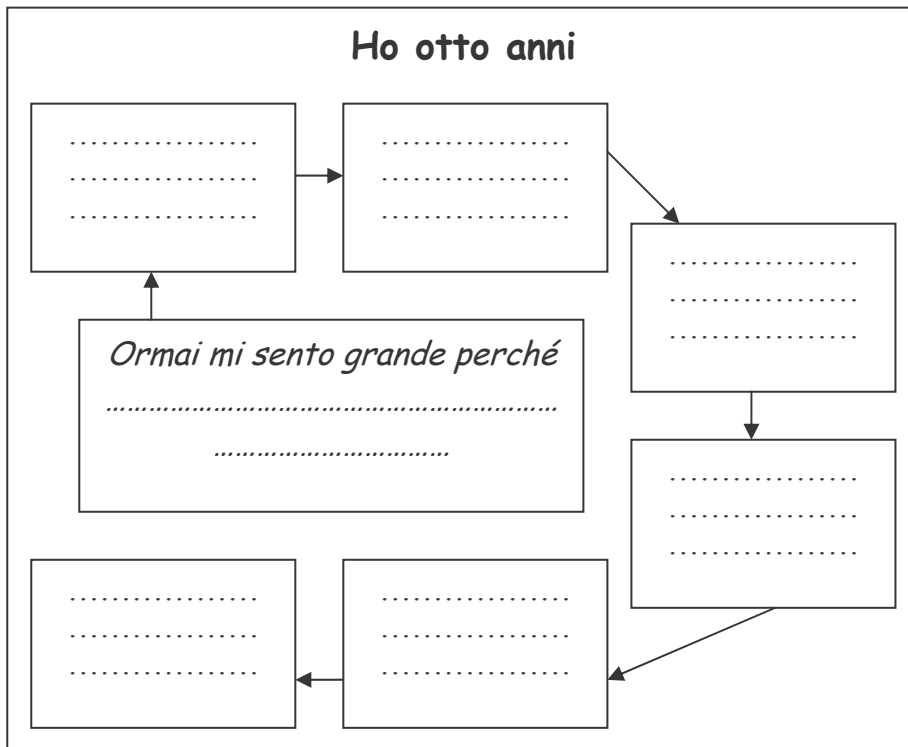 Ho otto anni
. . . . . . . . . . . . . . . . .
. . . . . . . . . . . . . . . . .
. . . . . . . . . . . . . . . . .
. . . . . . . . . . . . . . . . .
. . . . . . . . . . . . . . . . .
. . . . . . . . . . . . . . . . .
. . . . . . . . . . . . . . . . .
. . . . . . . . . . . . . . . . .
. . . . . . . . . . . . . . . . .
Ormai mi sento grande perché
………………………………………………………
……………………………
. . . . . . . . . . . . . . . . .
. . . . . . . . . . . . . . . . .
. . . . . . . . . . . . . . . . .
. . . . . . . . . . . . . . . . .
. . . . . . . . . . . . . . . . .
. . . . . . . . . . . . . . . . .
. . . . . . . . . . . . . . . . .
. . . . . . . . . . . . . . . . .
. . . . . . . . . . . . . . . . .